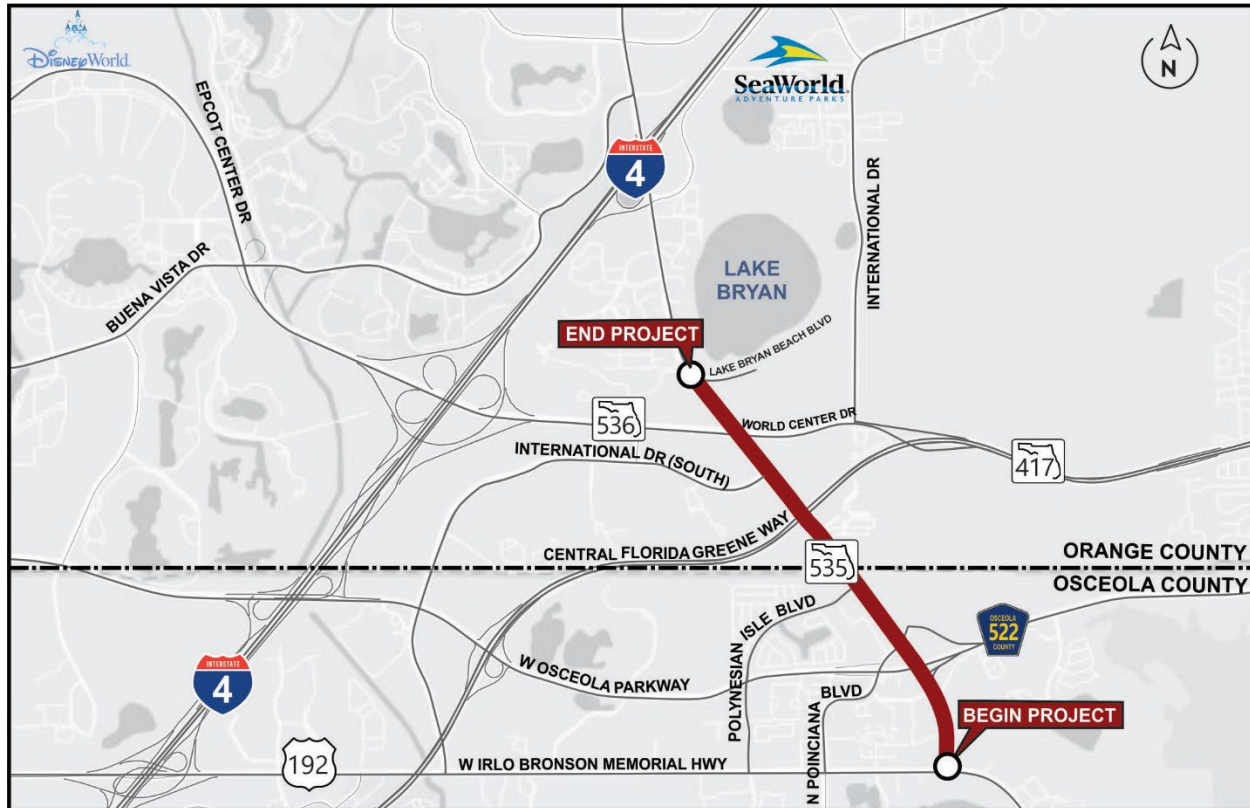 DISNEYWorld
SeaWorld
ADVENTURE PARKS
N
EPCOT CENTER DR
INTERSTATE
4
INTERNATIONAL DR
BUENA VISTA DR
LAKE
BRYAN
END PROJECT
LAKE BRYAN BEACH BLVD
536
WORLD CENTER DR
INTERNATIONAL DR (SOUTH)
417
CENTRAL FLORIDA GREENE WAY
535
ORANGE COUNTY
OSCEOLA COUNTY
POLYNESIAN ISLE BLVD
OSCEOLA
522
COUNTY
INTERSTATE
4
W OSCEOLA PARKWAY
N POINCIANA BLVD
BEGIN PROJECT
192
W IRLO BRONSON MEMORIAL HWY